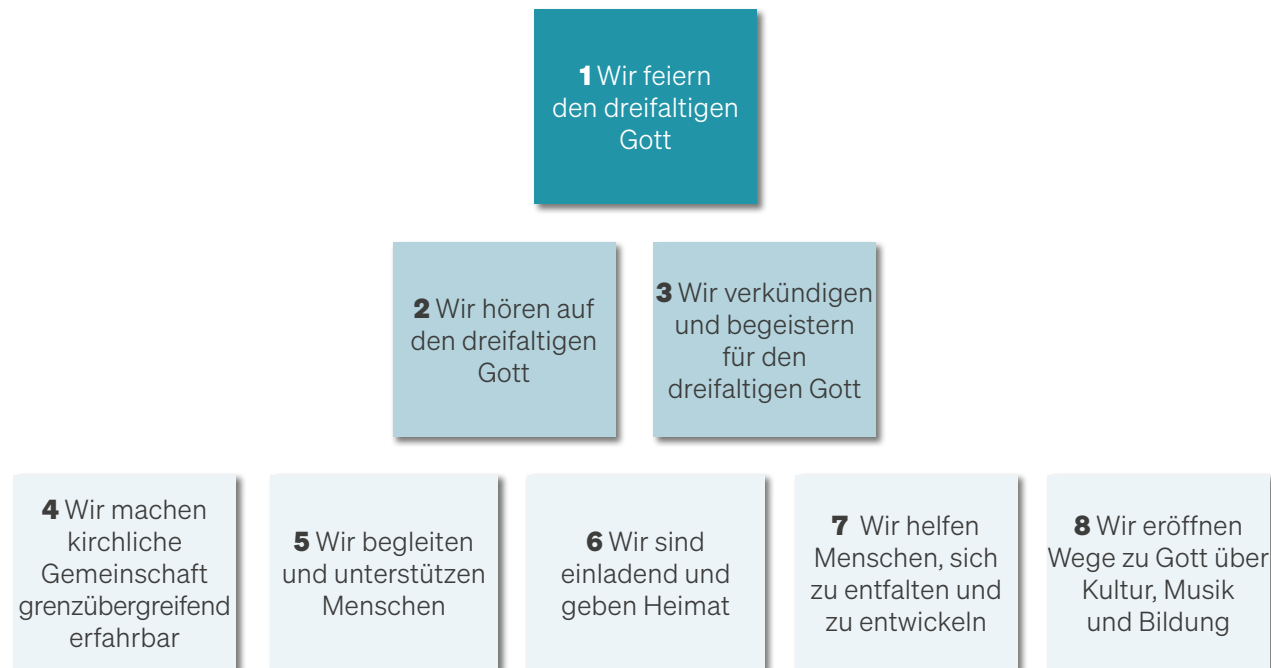 1 Wir feiern
den dreifaltigen
Gott
2 Wir hören auf
den dreifaltigen
Gott
3 Wir verkündigen
und begeistern
für den
dreifaltigen Gott
4 Wir machen
kirchliche
Gemeinschaft
grenzübergreifend
erfahrbar
5 Wir begleiten
und unterstützen
Menschen
6 Wir sind
einladend und
geben Heimat
7 Wir helfen
Menschen, sich
zu entfalten und
zu entwickeln
8 Wir eröffnen
Wege zu Gott über
Kultur, Musik
und Bildung